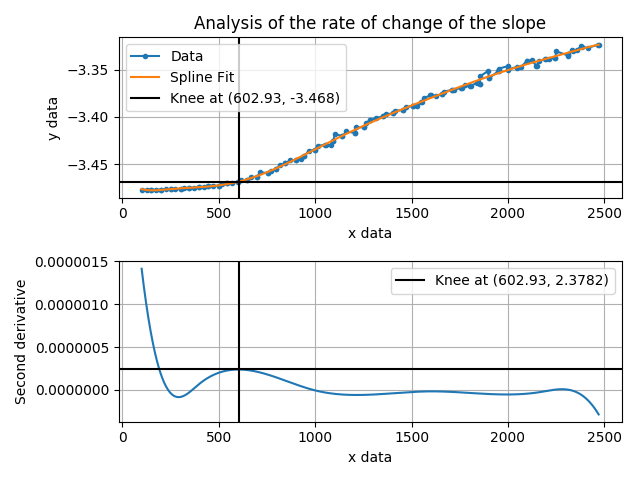 Analysis of the rate of change of the slope
Data
Spline Fit
Knee at (602.93, -3.468)
−3.35
−3.40
−3.45
y data
0 500 1000 1500 2000 2500
x data
0.0000015
0.0000010
0.0000005
0.0000000
Second derivative
Knee at (602.93, 2.3782)
0 500 1000 1500 2000 2500
x data